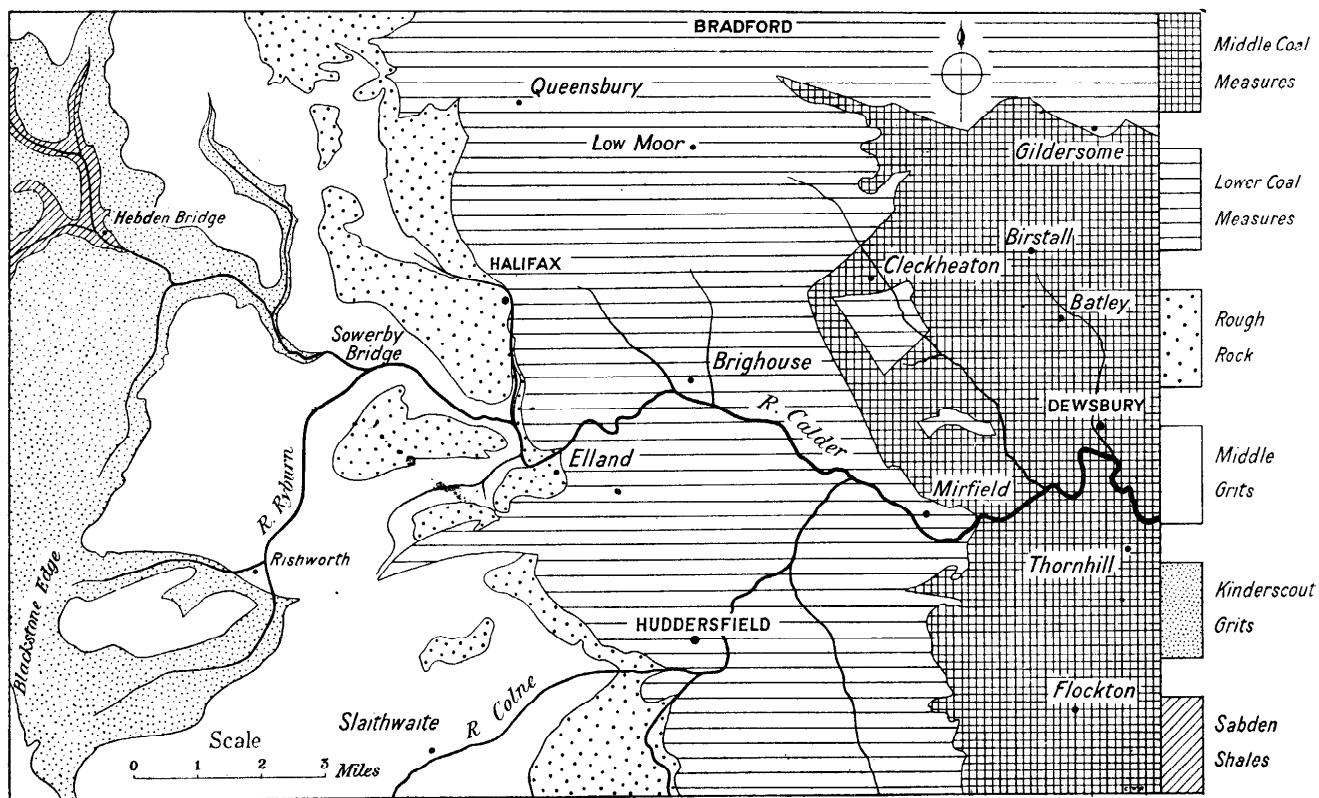 BRADFORD
Middle Coal
Measures
Queensbury
Low Moor
Gildersome
Lower Coal
Measures
Hebden Bridge
Birstall
HALIFAX
Cleckheaton
Batley
Rough
Rock
Sowerby
Bridge
Brighouse
DEWSBURY
R. Calder
Elland
Middle
Grits
R. Ryburn
Mirfield
Blackstone Edge
Rishworth
Thornhill
Kinderscout
Grits
HUDDERSFIELD
Flockton
R Colne
Slaithwaite
Sabden
Shales
Scale
0 1 2 3 Miles